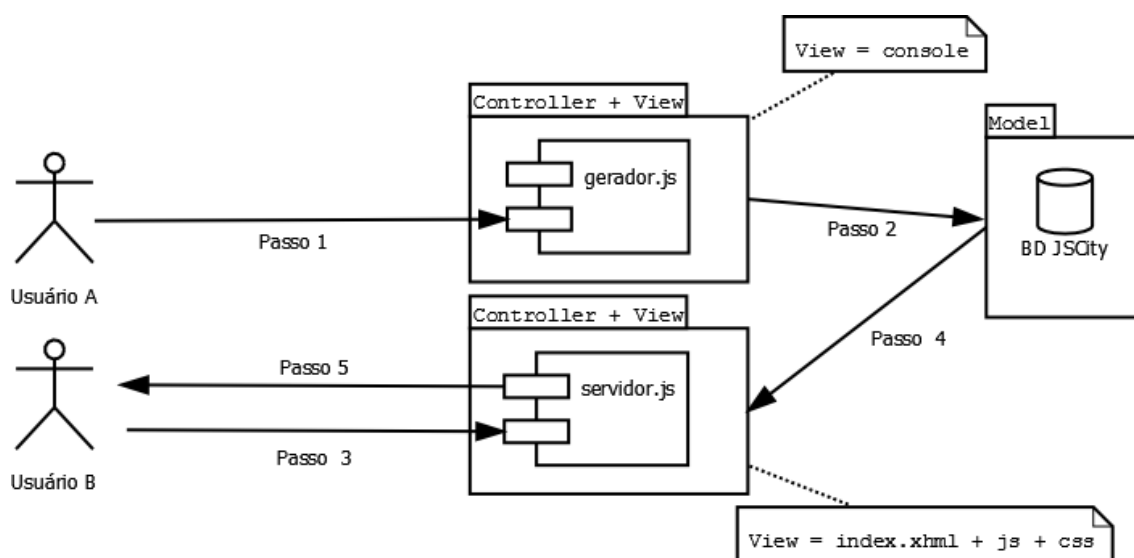 View = console
Controller + View
Model
gerador.js
Passo 1
Passo 2
BD JSCity
Usuário A
Controller + View
Passo 4
Passo 5
servidor.js
Passo 3
Usuário B
View = index.xhml + js + css